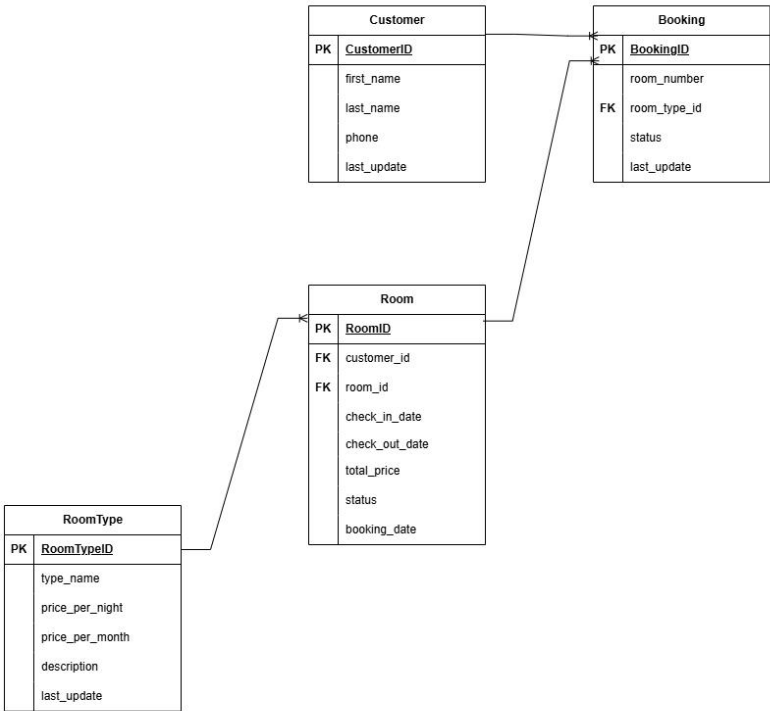 Customer
PK CustomerID
first_name
last_name
phone
last_update
Booking
PK BookingID
room_number
FK room_type_id
status
last_update
Room
PK RoomID
FK customer_id
FK room_id
check_in_date
check_out_date
total_price
status
booking_date
RoomType
PK RoomTypeID
type_name
price_per_night
price_per_month
description
last_update